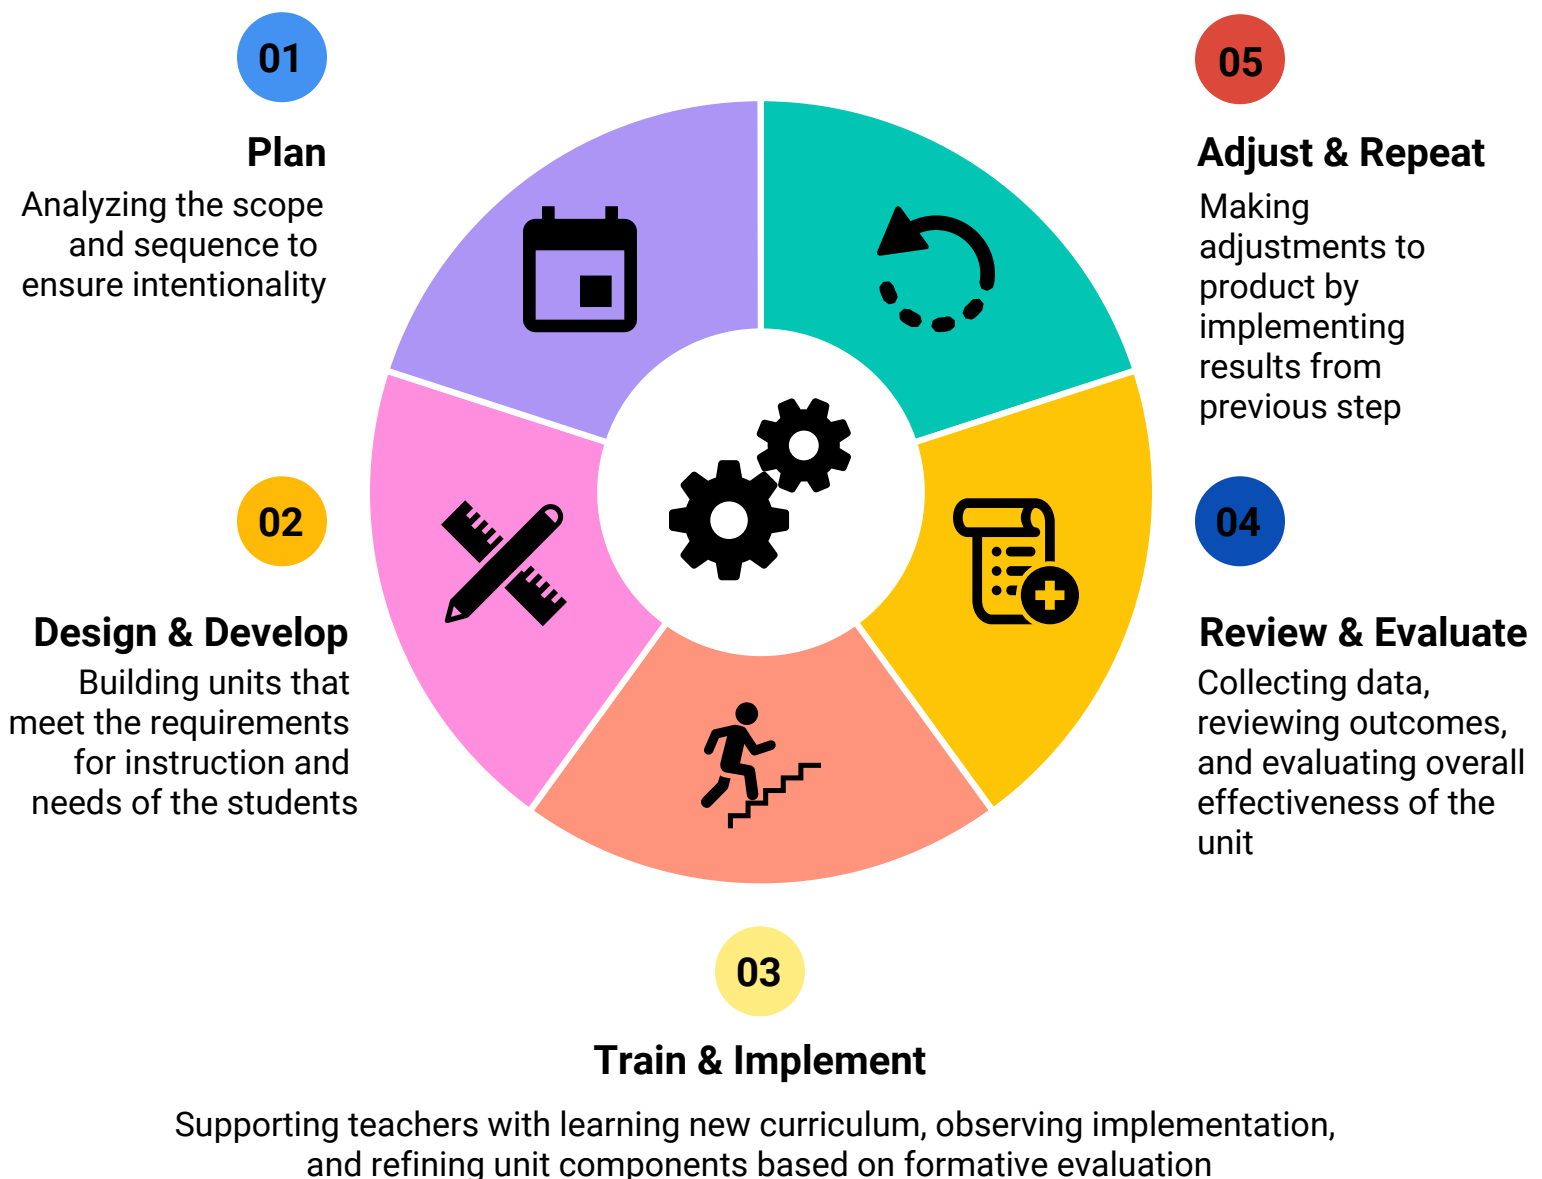 01
Plan
Analyzing the scope
and sequence to
ensure intentionality
02
Design & Develop
Building units that
meet the requirements
for instruction and
needs of the students
03
Train & Implement
Supporting teachers with learning new curriculum, observing implementation,
and refining unit components based on formative evaluation
04
Review & Evaluate
Collecting data,
reviewing outcomes,
and evaluating overall
effectiveness of the
unit
05
Adjust & Repeat
Making
adjustments to
product by
implementing
results from
previous step